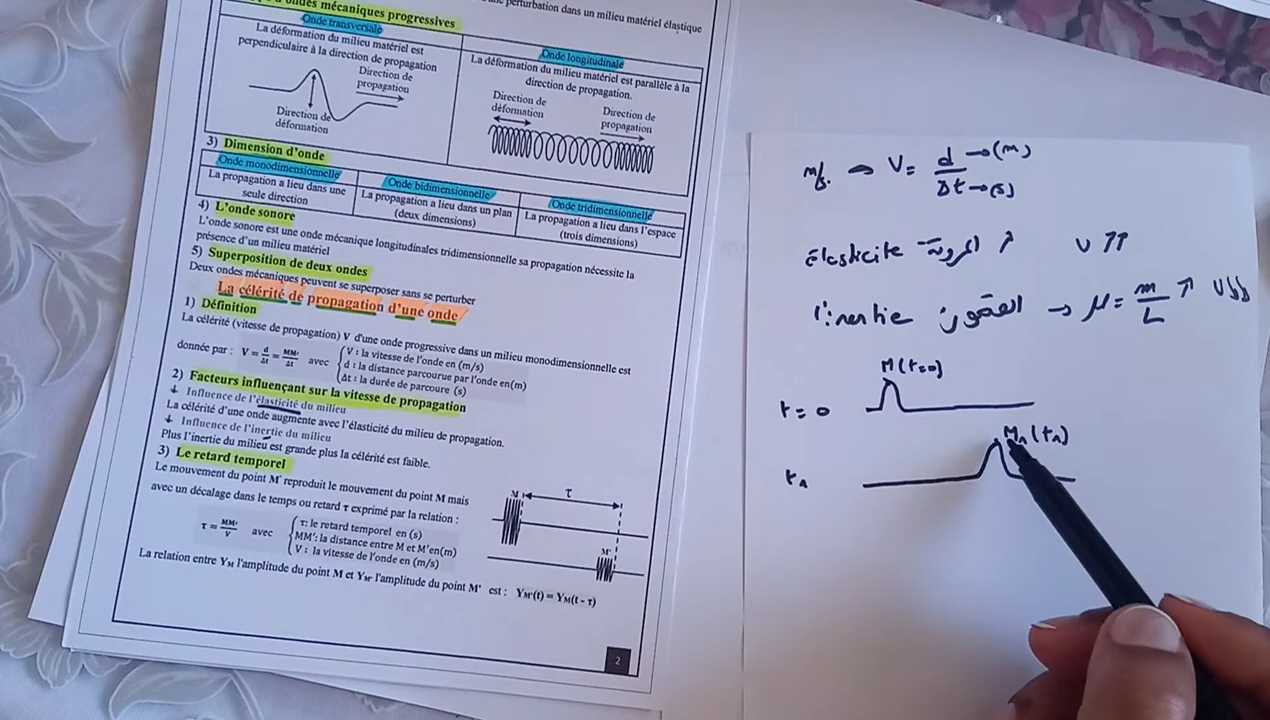 perturbation dans un milieu matériel élastique
d'ondes mécaniques progressives
Onde transversale
La déformation du milieu matériel est
perpendiculaire à la direction de propagation
Direction de
propagation
Direction de
déformation
Onde longitudinale
La déformation du milieu matériel est parallèle à la
direction de propagation.
Direction de
déformation
Direction de
propagation
3) Dimension d'onde
Onde monodimensionnelle
La propagation a lieu dans une
seule direction
Onde bidimensionnelle
La propagation a lieu dans un plan
(deux dimensions)
Onde tridimensionnelle
La propagation a lieu dans l'espace
(trois dimensions)
4) L'onde sonore
L'onde sonore est une onde mécanique longitudinales tridimensionnelle sa propagation nécessite la
présence d'un milieu matériel
5) Superposition de deux ondes
Deux ondes mécaniques peuvent se superposer sans se perturber
La célérité de propagation d'une onde
1) Définition
La célérité (vitesse de propagation) V d'une onde progressive dans un milieu monodimensionnelle est
donnée par : V = d/Δt = MM'/Δt avec
V : la vitesse de l'onde en (m/s)
d : la distance parcourue par l'onde en(m)
Δt : la durée de parcoure (s)
2) Facteurs influençant sur la vitesse de propagation
↓ Influence de l'élasticité du milieu
La célérité d'une onde augmente avec l'élasticité du milieu de propagation.
↓ Influence de l'inertie du milieu
Plus l'inertie du milieu est grande plus la célérité est faible.
3) Le retard temporel
Le mouvement du point M' reproduit le mouvement du point M mais
avec un décalage dans le temps ou retard τ exprimé par la relation :
τ = MM'/V avec
τ: le retard temporel en (s)
MM': la distance entre M et M'en(m)
V : la vitesse de l'onde en (m/s)
M
τ
M'
La relation entre YM l'amplitude du point M et YM' l'amplitude du point M' est : YM'(t) = YM(t - τ)
2
m/s. → V = d/Δt →(m) →(s)
élasticite المرونة ↑ V↑↑
l'inertie → μ = m/L ↑ V↓↓↓
M(t=0)
t = 0
M₁(t₁)
t₁